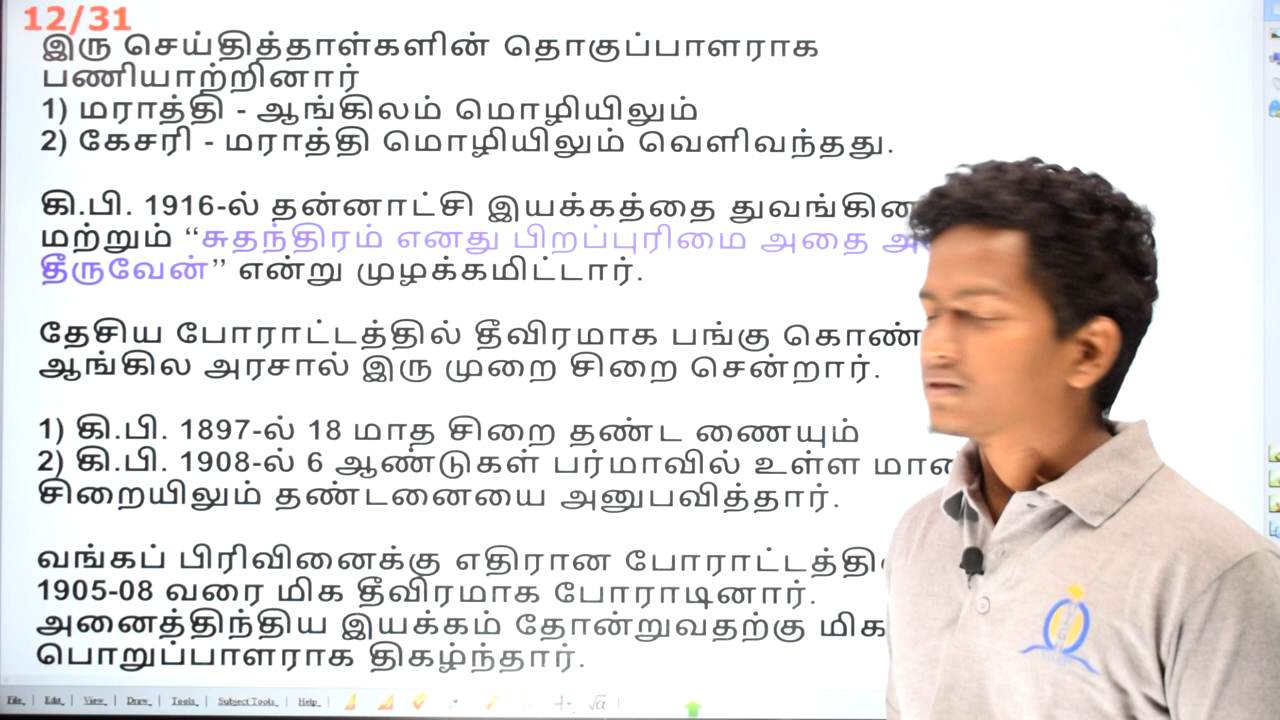 12/31
இரு செய்தித்தாள்களின் தொகுப்பாளராக
பணியாற்றினார்
1) மராத்தி - ஆங்கிலம் மொழியிலும்
2) கேசரி - மராத்தி மொழியிலும் வெளிவந்தது.
கி.பி. 1916-ல் தன்னாட்சி இயக்கத்தை
மற்றும் “சுதந்திரம் எனது பிறப்புரிமை அதை
தீருவேன்” என்று முழக்கமிட்டார்.
தேசிய போராட்டத்தில் தீவிரமாக பங்கு
ஆங்கில அரசால் இரு முறை சிறை சென்றார்.
1) கி.பி. 1897-ல் 18 மாத சிறை தண்ட ணையும்
2) கி.பி. 1908-ல் 6 ஆண்டுகள் பர்மாவில் உள்ள
சிறையிலும் தண்டனையை அனுபவித்தார்.
வங்கப் பிரிவினைக்கு எதிரான
1905-08 வரை மிக தீவிரமாக போராடினார்.
அனைத்திந்திய இயக்கம் தோன்றுவதற்கு மிக
பொறுப்பாளராக திகழ்ந்தார்.
File Edit View Draw Tools Subject Tools Help